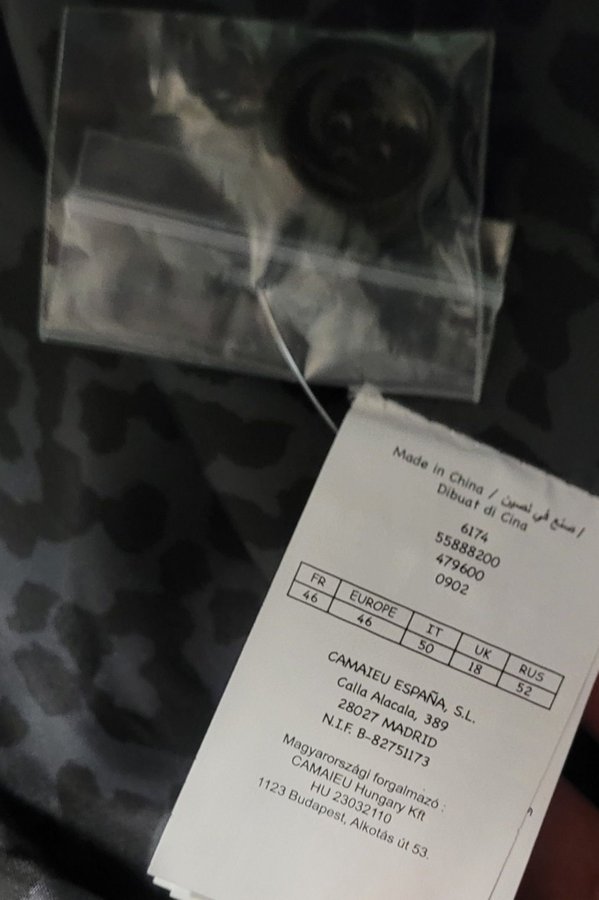 Made in China / صنع في نصين /
Dibuat di Cina
6174
55888200
479600
0902
FR EUROPE IT UK RUS
46 46 50 18 52
CAMAIEU ESPAÑA, S.L.
Calla Alacala, 389
28027 MADRID
N.I.F. B-82751173
Magyarországi forgalmazó :
CAMAIEU Hungary Kft
HU 23032110
1123 Budapest, Alkotás út 53.